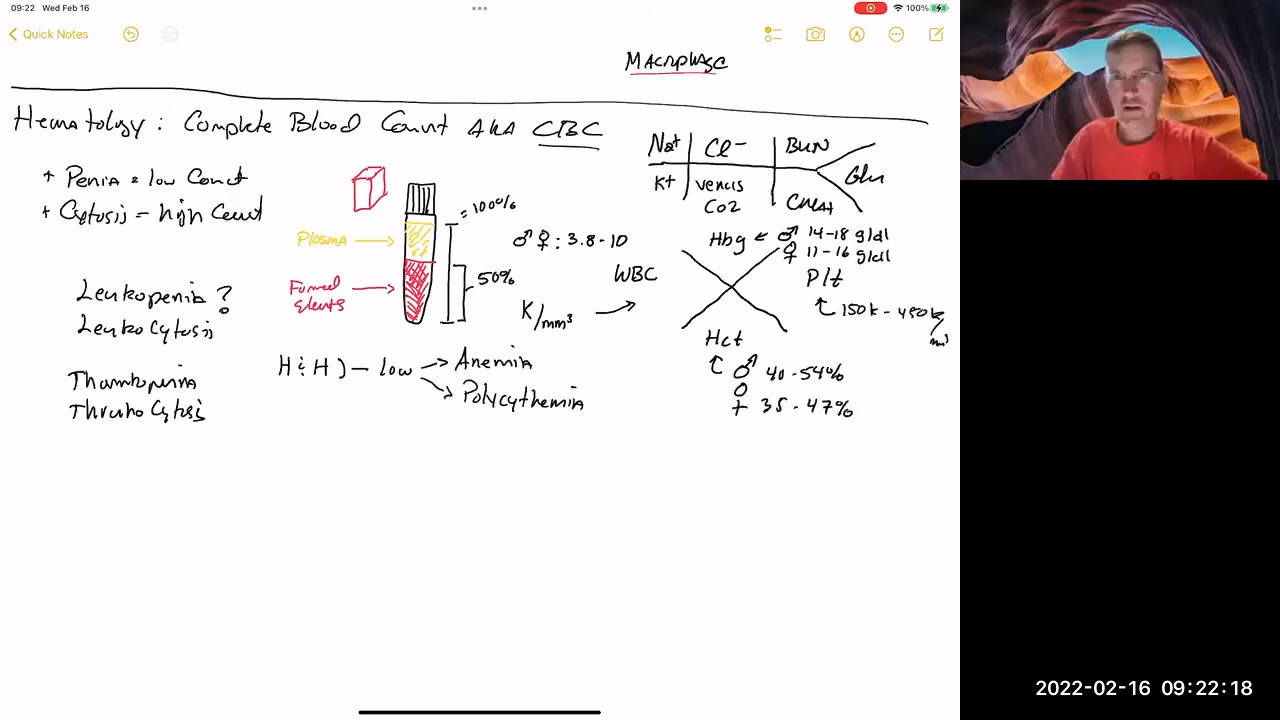 09:22 Wed Feb 16
100%
Quick Notes
Macrophage
Hematology: Complete Blood Count AKA CBC
+ Penia = low Count
+ Cytosis = high Count
Leukopenia ?
Leukocytosis
= 100%
Plasma
50%
Formed
H & H ) - low
Anemia
Polycythemia
♂ ♀ : 3.8 - 10
K/mm³
WBC
Na+ Cl- BUN
K+ venous
CO2
Creat
Glu
Hbg ♂ 14-18 g/dl
♀ 11-16 g/dl
Plt
150k - 450k/
mm³
Hct
♂ 40-54%
♀ 35-47%
2022-02-16 09:22:18